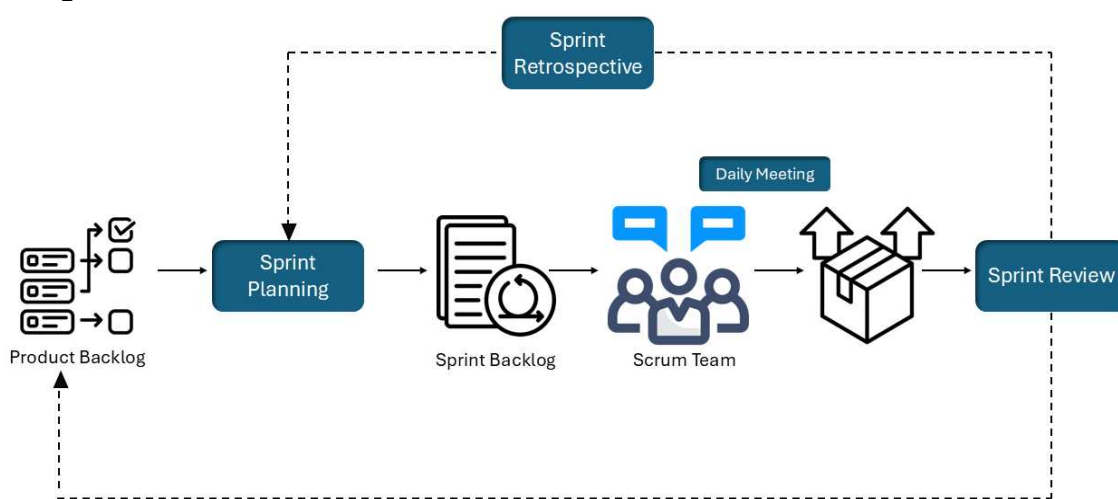 Sprint
Retrospective
Daily Meeting
Sprint
Planning
Sprint Review
Product Backlog
Sprint Backlog
Scrum Team